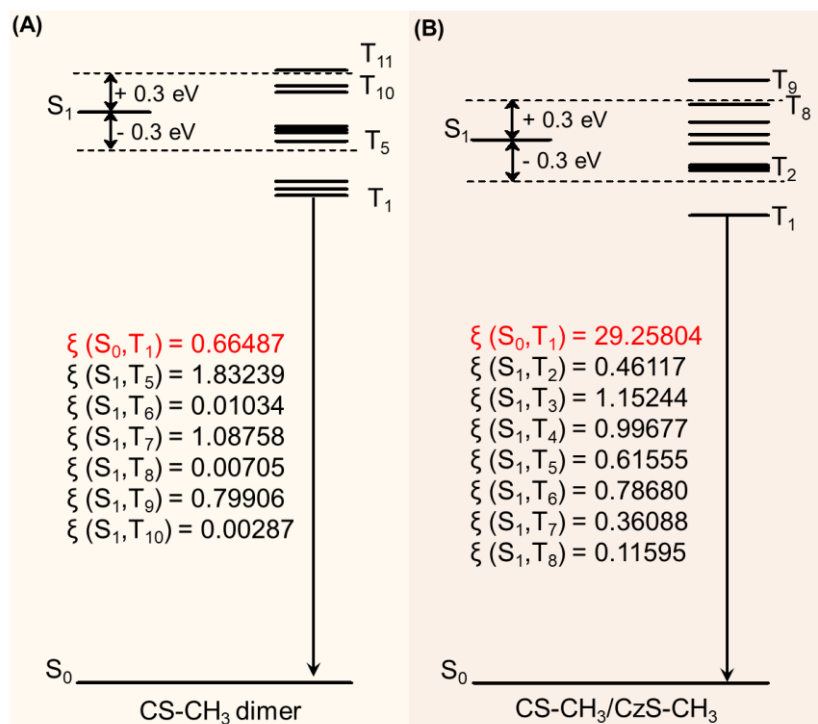 (A)
T₁₁
+ 0.3 eV
T₁₀
S₁
- 0.3 eV
T₅
T₁
ξ (S₀,T₁) = 0.66487
ξ (S₁,T₅) = 1.83239
ξ (S₁,T₆) = 0.01034
ξ (S₁,T₇) = 1.08758
ξ (S₁,T₈) = 0.00705
ξ (S₁,T₉) = 0.79906
ξ (S₁,T₁₀) = 0.00287
S₀
CS-CH₃ dimer
(B)
T₉
+ 0.3 eV
T₈
S₁
- 0.3 eV
T₂
T₁
ξ (S₀,T₁) = 29.25804
ξ (S₁,T₂) = 0.46117
ξ (S₁,T₃) = 1.15244
ξ (S₁,T₄) = 0.99677
ξ (S₁,T₅) = 0.61555
ξ (S₁,T₆) = 0.78680
ξ (S₁,T₇) = 0.36088
ξ (S₁,T₈) = 0.11595
S₀
CS-CH₃/CzS-CH₃